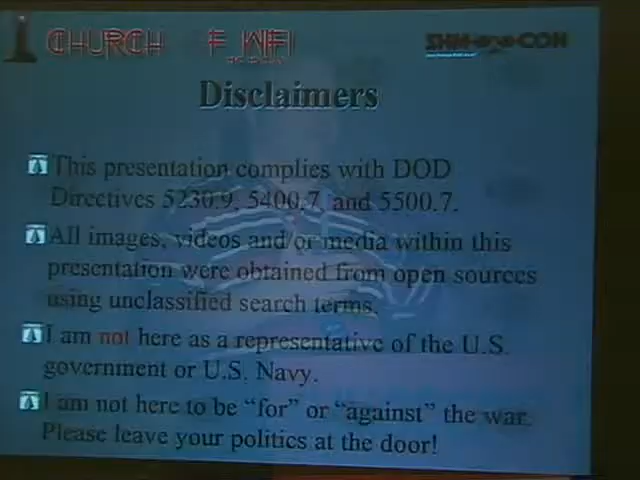 CHURCH OF WIFI
SHM CON
Disclaimers
This presentation complies with DOD
Directives 5230.9, 5400.7, and 5500.7.
All images, videos and/or media within this
presentation were obtained from open sources
using unclassified search terms.
I am not here as a representative of the U.S.
government or U.S. Navy.
I am not here to be “for” or “against” the war.
Please leave your politics at the door!